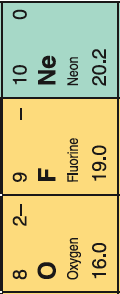 8 2–
O
Oxygen
16.0
9 –
F
Fluorine
19.0
10 0
Ne
Neon
20.2